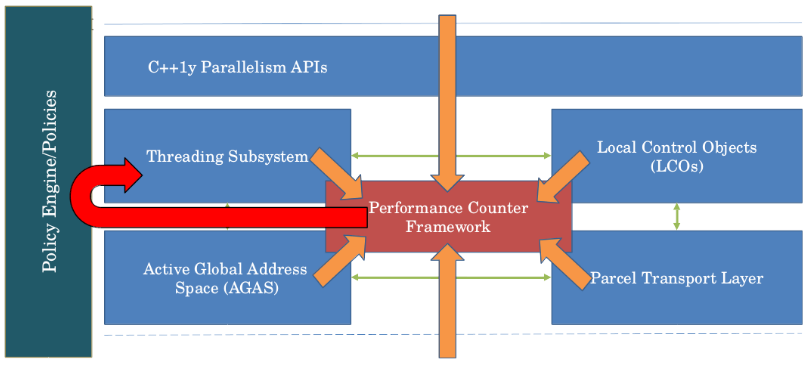 Policy Engine/Policies
C++1y Parallelism APIs
Threading Subsystem
Local Control Objects
(LCOs)
Performance Counter
Framework
Active Global Address
Space (AGAS)
Parcel Transport Layer